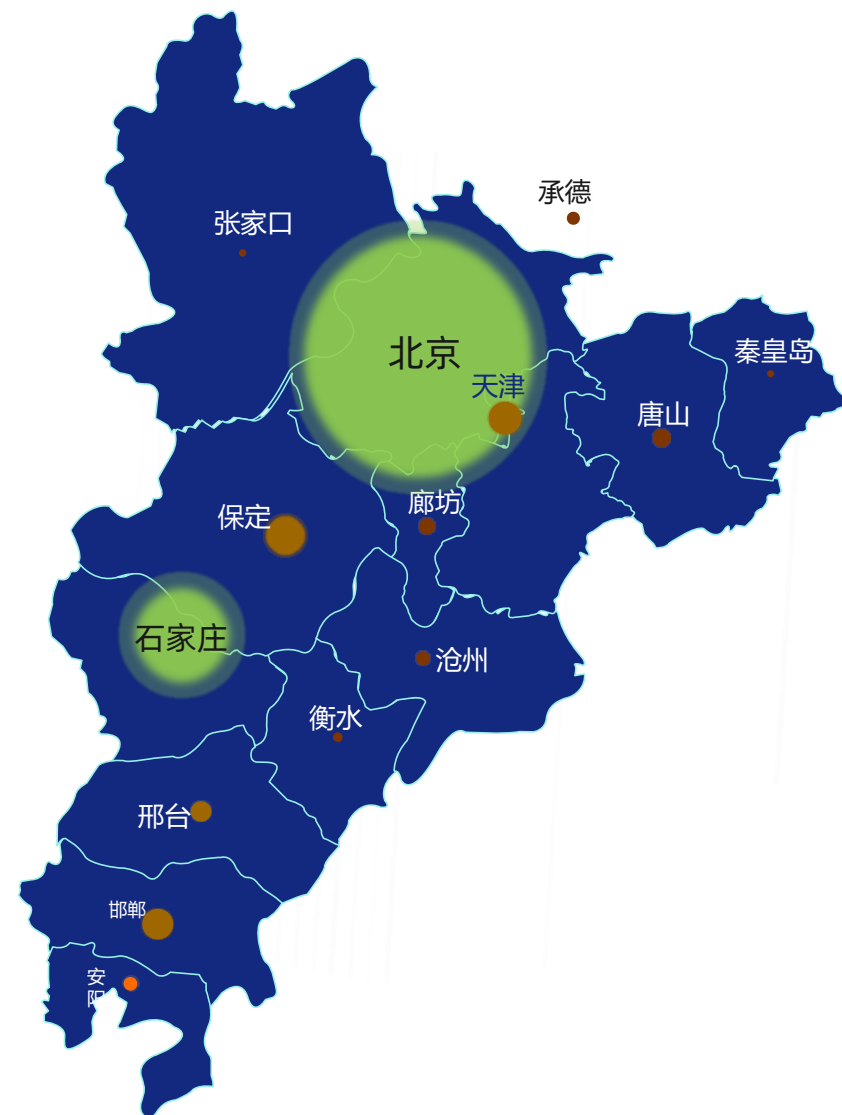 承德
张家口
北京
秦皇岛
天津
唐山
廊坊
保定
石家庄
沧州
衡水
邢台
邯郸
安
阳